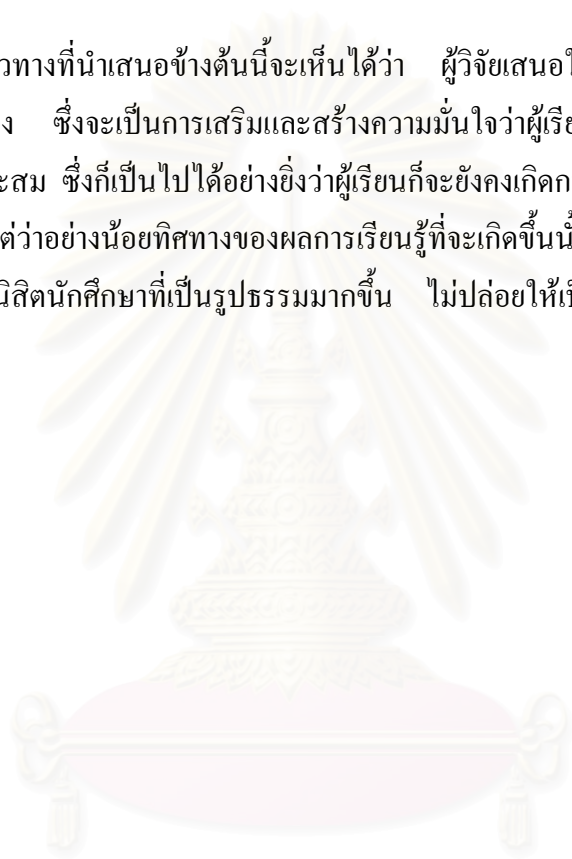 วทางที่นำเสนอข้างต้นนี้จะเห็นได้ว่า ผู้วิจัยเสนอใ
ง ซึ่งจะเป็นการเสริมและสร้างความมั่นใจว่าผู้เรีย
ะสม ซึ่งก็เป็นไปได้อย่างยิ่งว่าผู้เรียนก็จะยังคงเกิดก
ต่ว่าอย่างน้อยทิศทางของผลการเรียนรู้ที่จะเกิดขึ้นนั
นิสิตนักศึกษาที่เป็นรูปธรรมมากขึ้น ไม่ปล่อยให้เป็